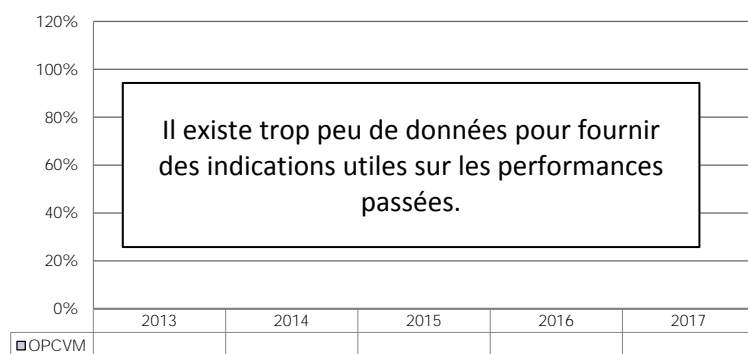 120%
100%
80%
60%
40%
20%
0%
Il existe trop peu de données pour fournir
des indications utiles sur les performances
passées.
2013 2014 2015 2016 2017
OPCVM